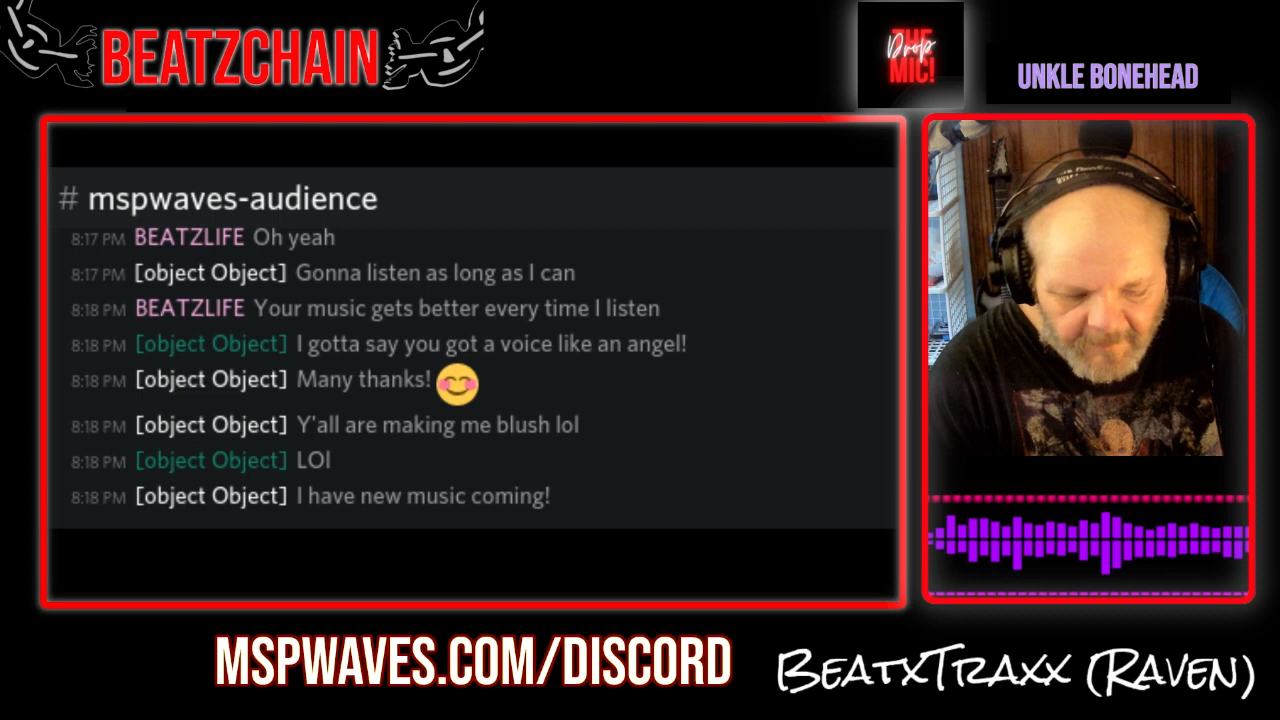 BEATZCHAIN
THE
Drop
MIC!
UNKLE BONEHEAD
# mspwaves-audience
8:17 PM BEATZLIFE Oh yeah
8:17 PM [object Object] Gonna listen as long as I can
8:18 PM BEATZLIFE Your music gets better every time I listen
8:18 PM [object Object] I gotta say you got a voice like an angel!
8:18 PM [object Object] Many thanks! 😊
8:18 PM [object Object] Y'all are making me blush lol
8:18 PM [object Object] LOl
8:18 PM [object Object] I have new music coming!
MSPWAVES.COM/DISCORD
BEATXTRAXX (RAVEN)